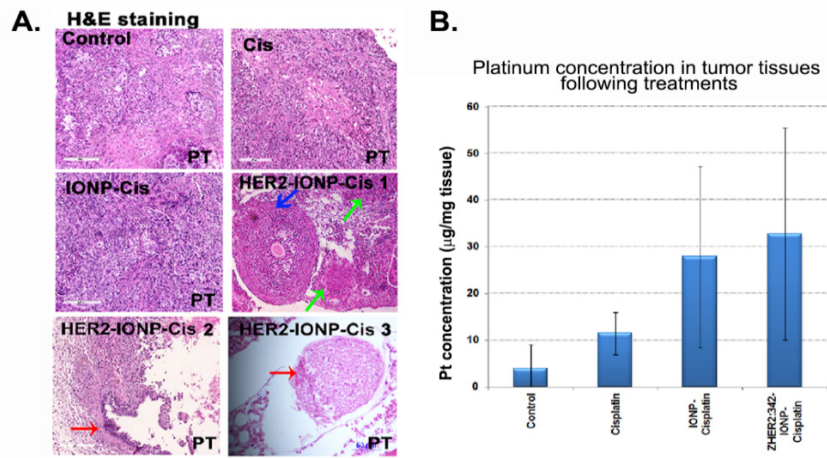 A.
H&E staining
Control
PT
Cis
PT
IONP-Cis
PT
HER2-IONP-Cis 1
PT
HER2-IONP-Cis 2
PT
HER2-IONP-Cis 3
PT
B.
Platinum concentration in tumor tissues
following treatments
Pt concentration (µg/mg tissue)
60
50
40
30
20
10
0
Control
Cisplatin
IONP-
Cisplatin
ZHER2:342-
IONP-
Cisplatin